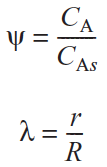 ψ = C_A / C_As
λ = r / R